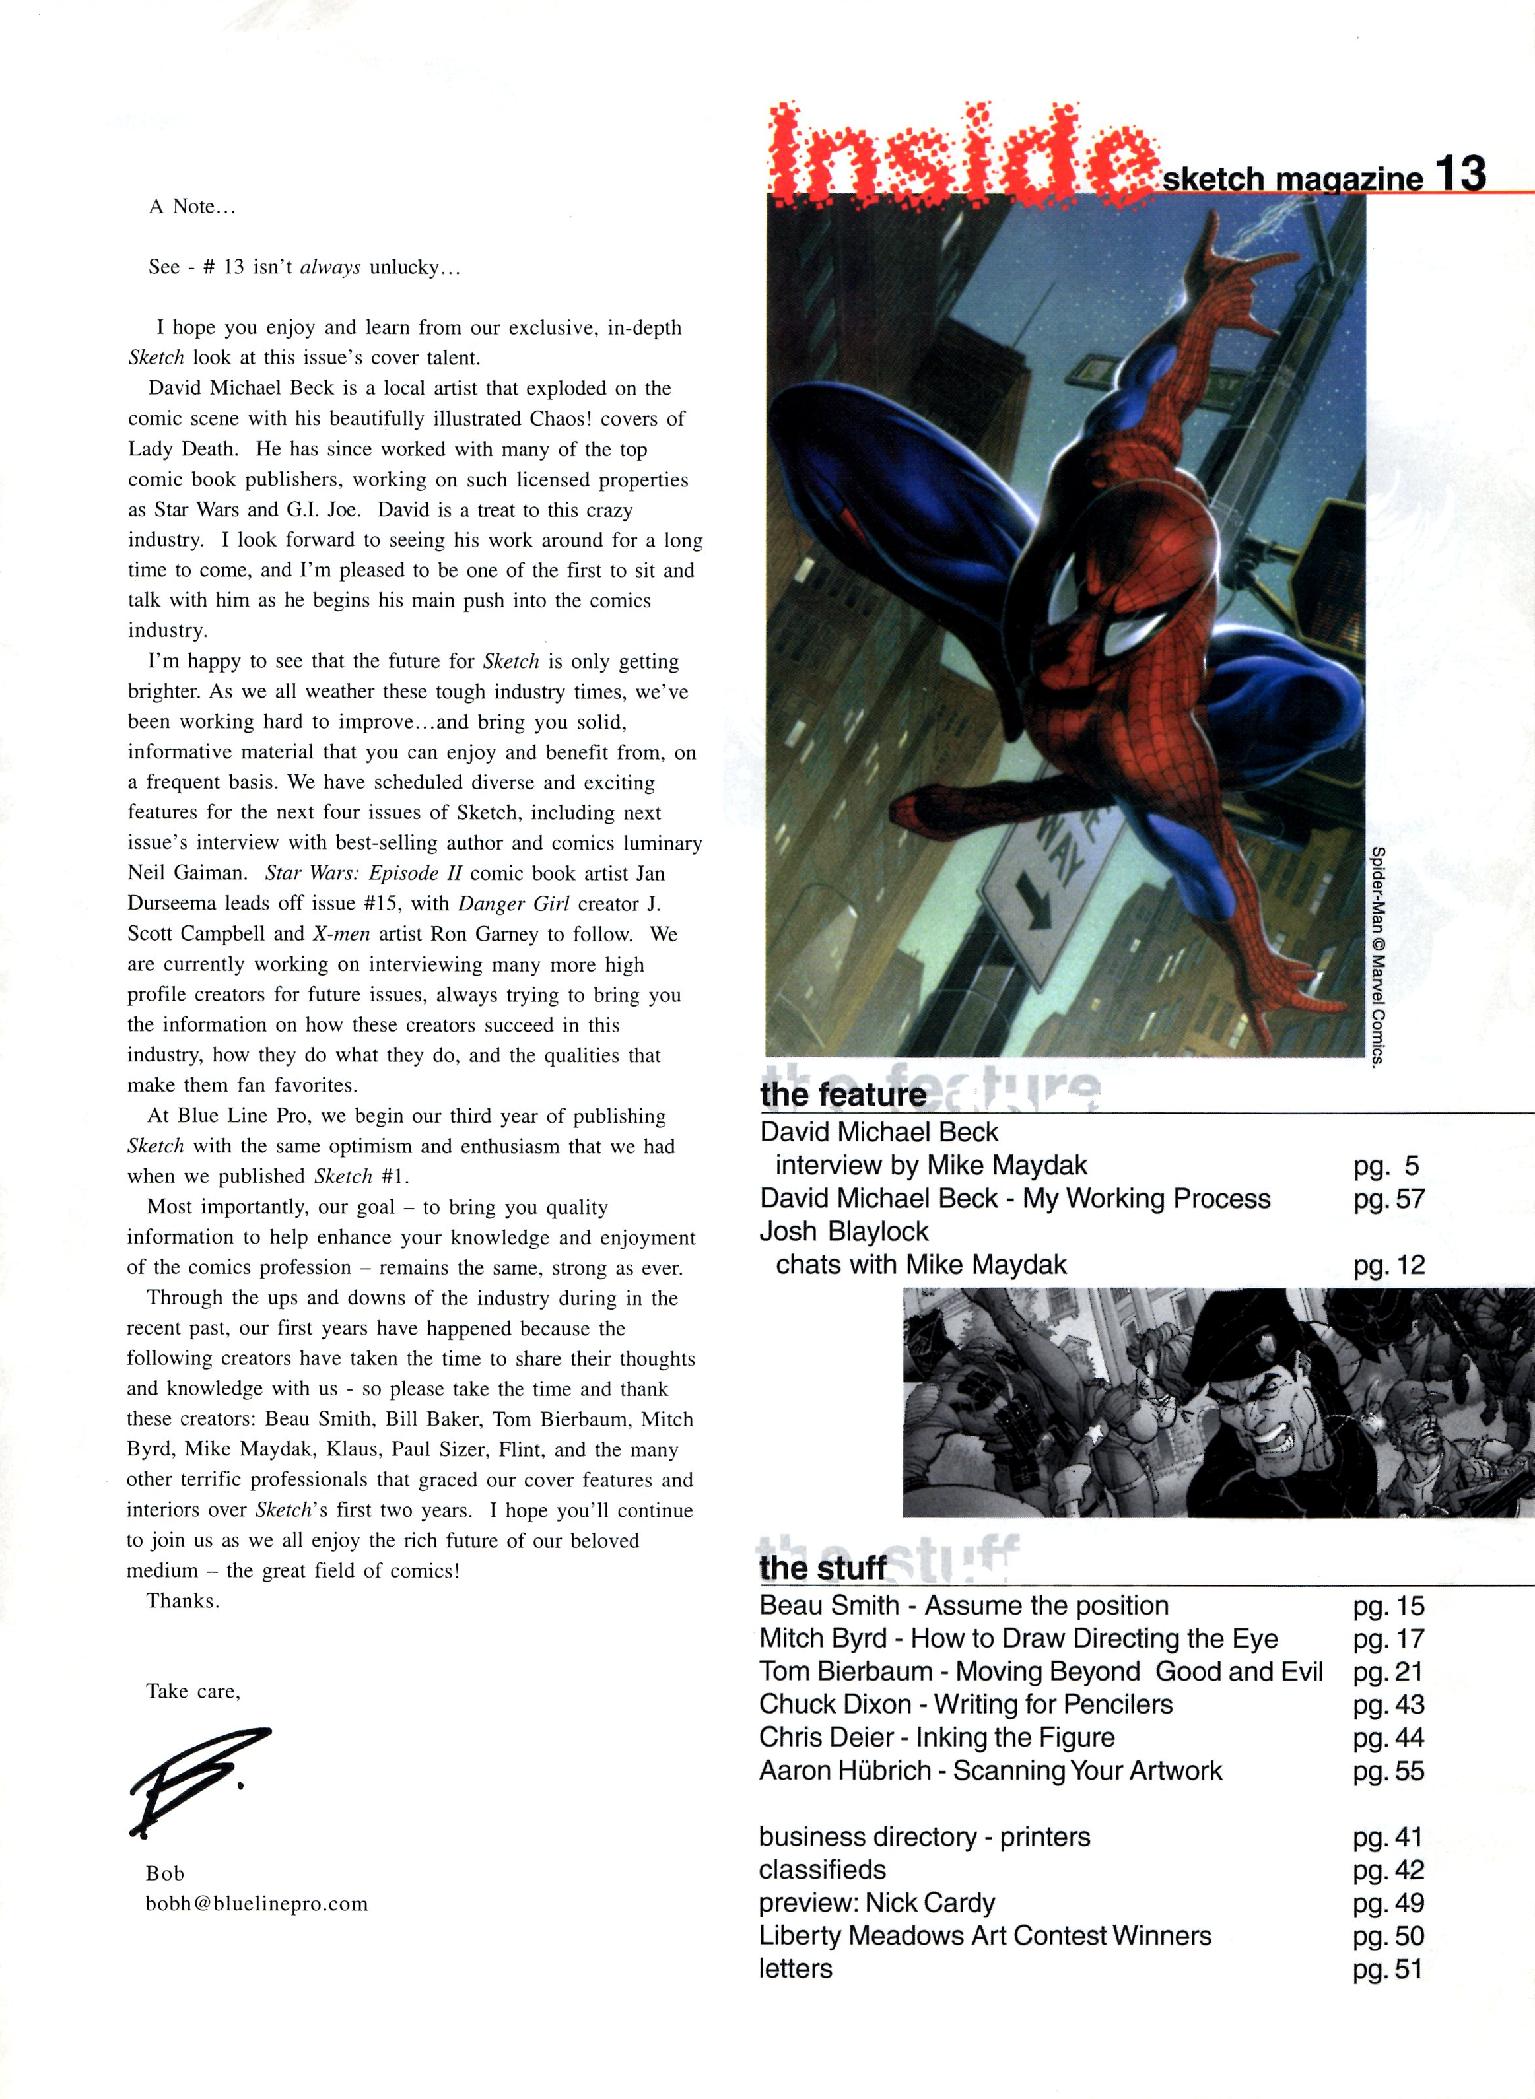 A Note...
See - # 13 isn't always unlucky...
I hope you enjoy and learn from our exclusive, in-depth
Sketch look at this issue's cover talent.
David Michael Beck is a local artist that exploded on the
comic scene with his beautifully illustrated Chaos! covers of
Lady Death. He has since worked with many of the top
comic book publishers, working on such licensed properties
as Star Wars and G.I. Joe. David is a treat to this crazy
industry. I look forward to seeing his work around for a long
time to come, and I'm pleased to be one of the first to sit and
talk with him as he begins his main push into the comics
industry.
I'm happy to see that the future for Sketch is only getting
brighter. As we all weather these tough industry times, we've
been working hard to improve...and bring you solid,
informative material that you can enjoy and benefit from, on
a frequent basis. We have scheduled diverse and exciting
features for the next four issues of Sketch, including next
issue's interview with best-selling author and comics luminary
Neil Gaiman. Star Wars: Episode II comic book artist Jan
Durseema leads off issue #15, with Danger Girl creator J.
Scott Campbell and X-men artist Ron Garney to follow. We
are currently working on interviewing many more high
profile creators for future issues, always trying to bring you
the information on how these creators succeed in this
industry, how they do what they do, and the qualities that
make them fan favorites.
At Blue Line Pro, we begin our third year of publishing
Sketch with the same optimism and enthusiasm that we had
when we published Sketch #1.
Most importantly, our goal – to bring you quality
information to help enhance your knowledge and enjoyment
of the comics profession – remains the same, strong as ever.
Through the ups and downs of the industry during in the
recent past, our first years have happened because the
following creators have taken the time to share their thoughts
and knowledge with us - so please take the time and thank
these creators: Beau Smith, Bill Baker, Tom Bierbaum, Mitch
Byrd, Mike Maydak, Klaus, Paul Sizer, Flint, and the many
other terrific professionals that graced our cover features and
interiors over Sketch's first two years. I hope you'll continue
to join us as we all enjoy the rich future of our beloved
medium – the great field of comics!
Thanks.
Take care,
B.
Bob
bobh@bluelinepro.com
Inside sketch magazine 13
WAY
Spider-Man © Marvel Comics.
the feature
the feature
David Michael Beck
interview by Mike Maydak pg. 5
David Michael Beck - My Working Process pg. 57
Josh Blaylock
chats with Mike Maydak pg. 12
the stuff
the stuff
Beau Smith - Assume the position pg. 15
Mitch Byrd - How to Draw Directing the Eye pg. 17
Tom Bierbaum - Moving Beyond Good and Evil pg. 21
Chuck Dixon - Writing for Pencilers pg. 43
Chris Deier - Inking the Figure pg. 44
Aaron Hübrich - Scanning Your Artwork pg. 55
business directory - printers pg. 41
classifieds pg. 42
preview: Nick Cardy pg. 49
Liberty Meadows Art Contest Winners pg. 50
letters pg. 51